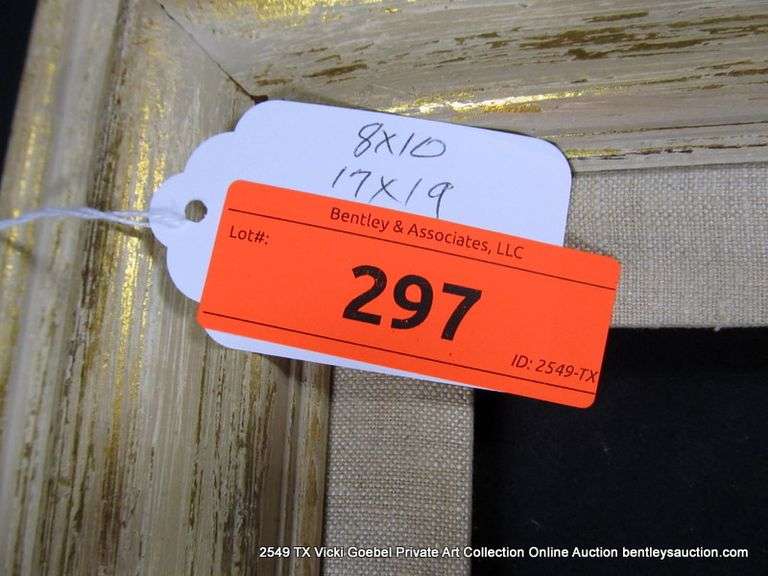 8X10
17X19
Bentley & Associates, LLC
Lot#:
297
ID: 2549-TX
2549 TX Vicki Goebel Private Art Collection Online Auction bentleysauction.com